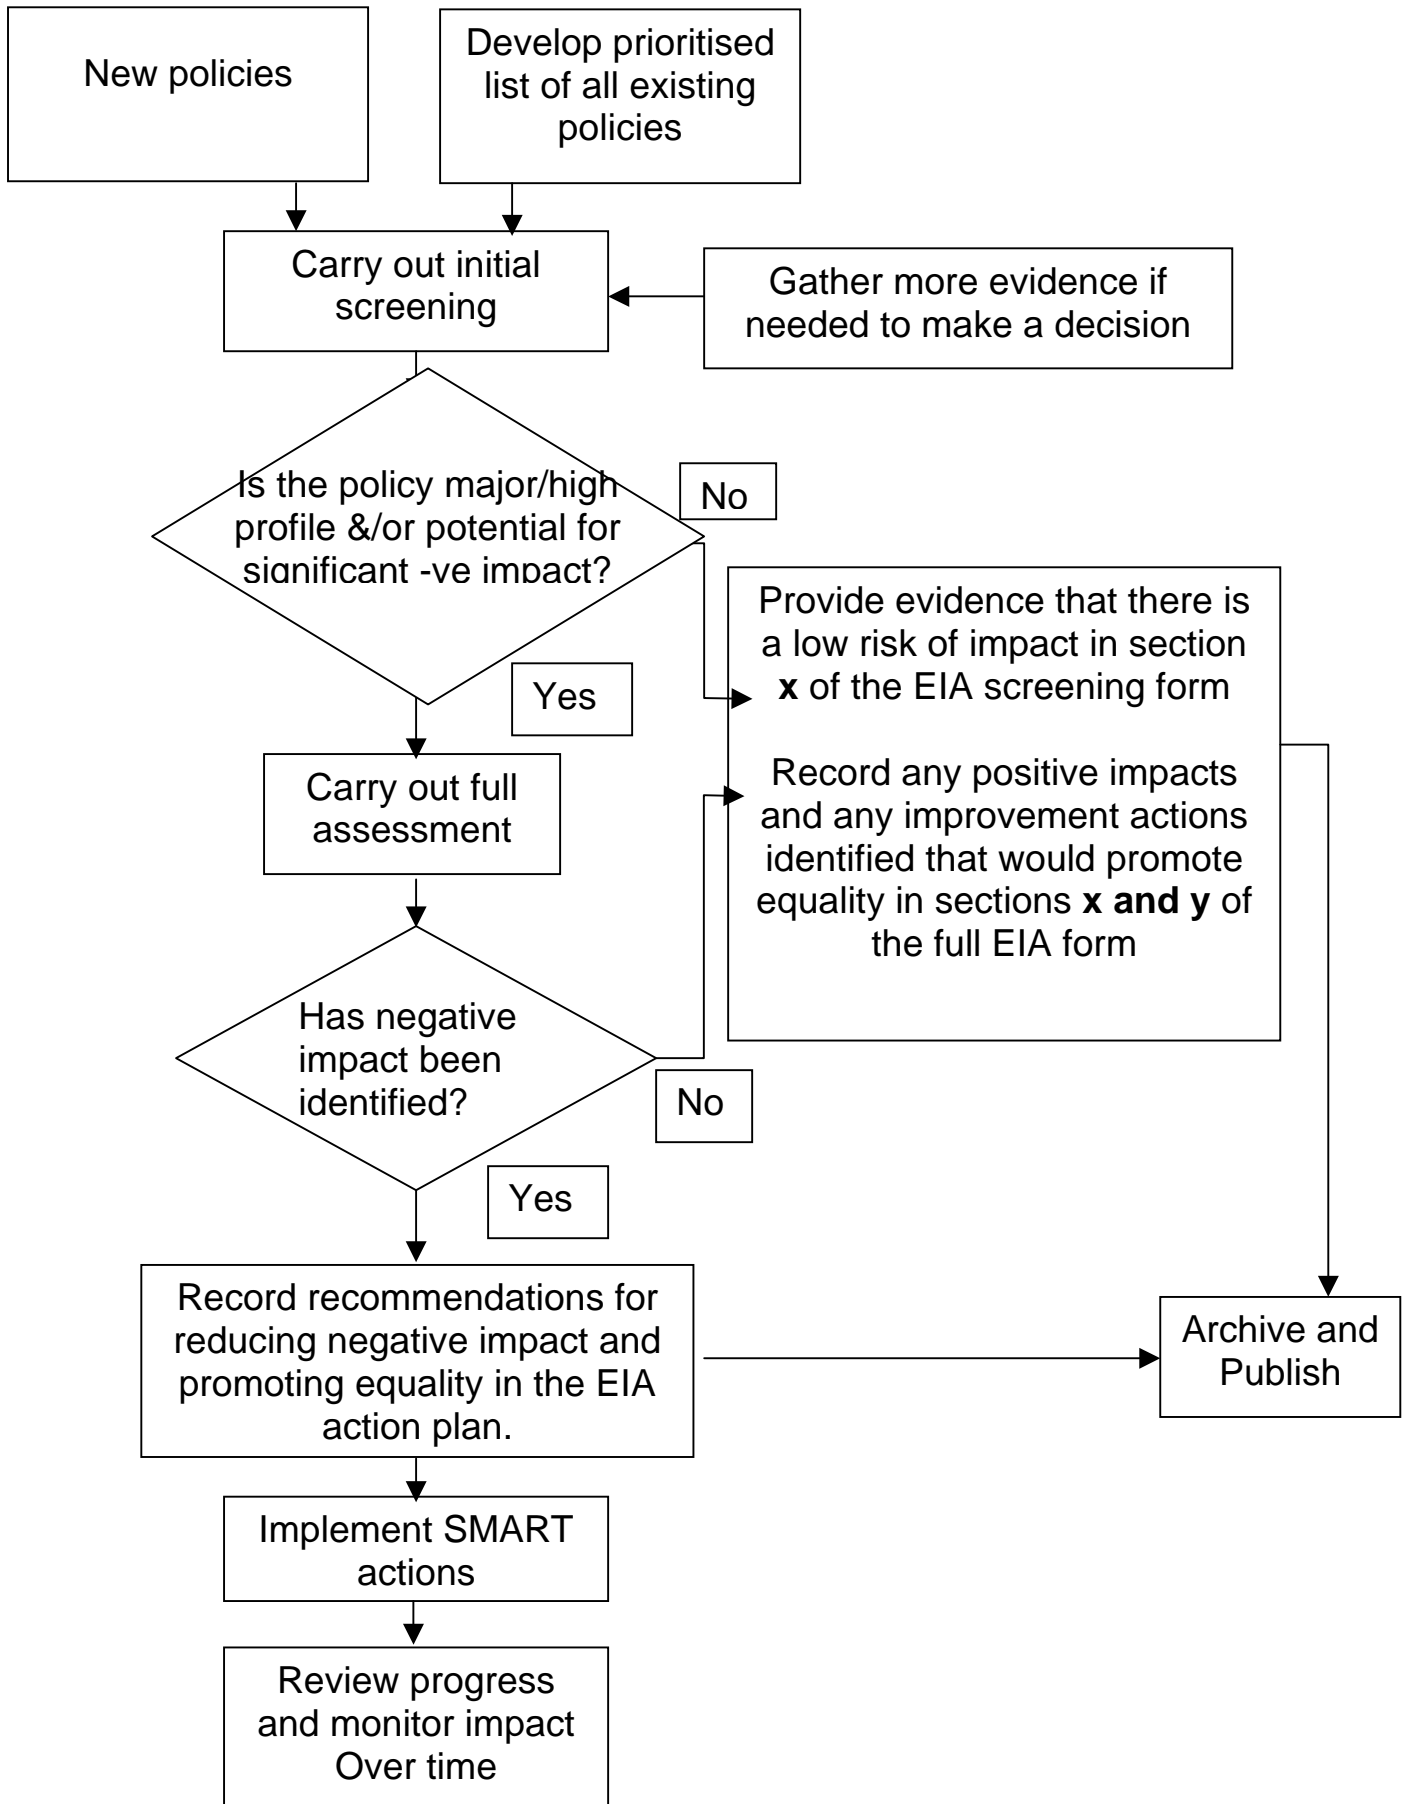 New policies
Develop prioritised
list of all existing
policies
Carry out initial
screening
Gather more evidence if
needed to make a decision
Is the policy major/high
profile &/or potential for
significant -ve impact?
No
Yes
Provide evidence that there is
a low risk of impact in section
x of the EIA screening form
Record any positive impacts
and any improvement actions
identified that would promote
equality in sections x and y of
the full EIA form
Carry out full
assessment
Has negative
impact been
identified?
No
Yes
Record recommendations for
reducing negative impact and
promoting equality in the EIA
action plan.
Archive and
Publish
Implement SMART
actions
Review progress
and monitor impact
Over time